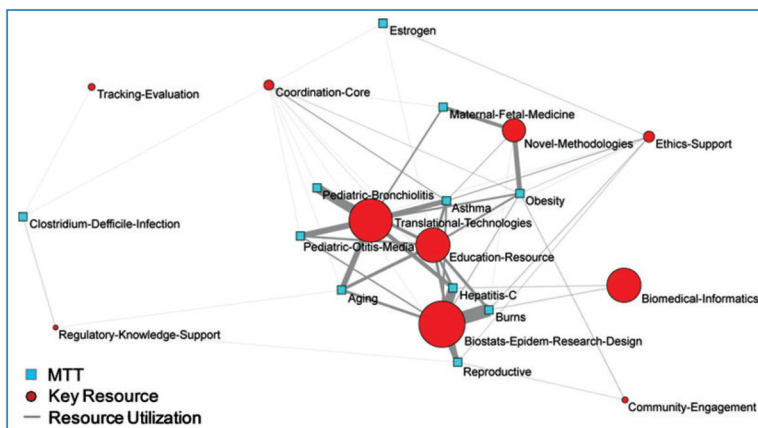 Estrogen
Tracking-Evaluation
Coordination-Core
Maternal-Fetal-Medicine
Novel-Methodologies
Ethics-Support
Pediatric-Bronchiolitis
Asthma
Obesity
Clostridium-Defficile-Infection
Translational-Technologies
Pediatric-Otitis-Media
Education-Resource
Aging
Hepatitis-C
Biomedical-Informatics
Burns
Regulatory-Knowledge-Support
Biostats-Epidem-Research-Design
Reproductive
MTT
Key Resource
Community-Engagement
Resource Utilization